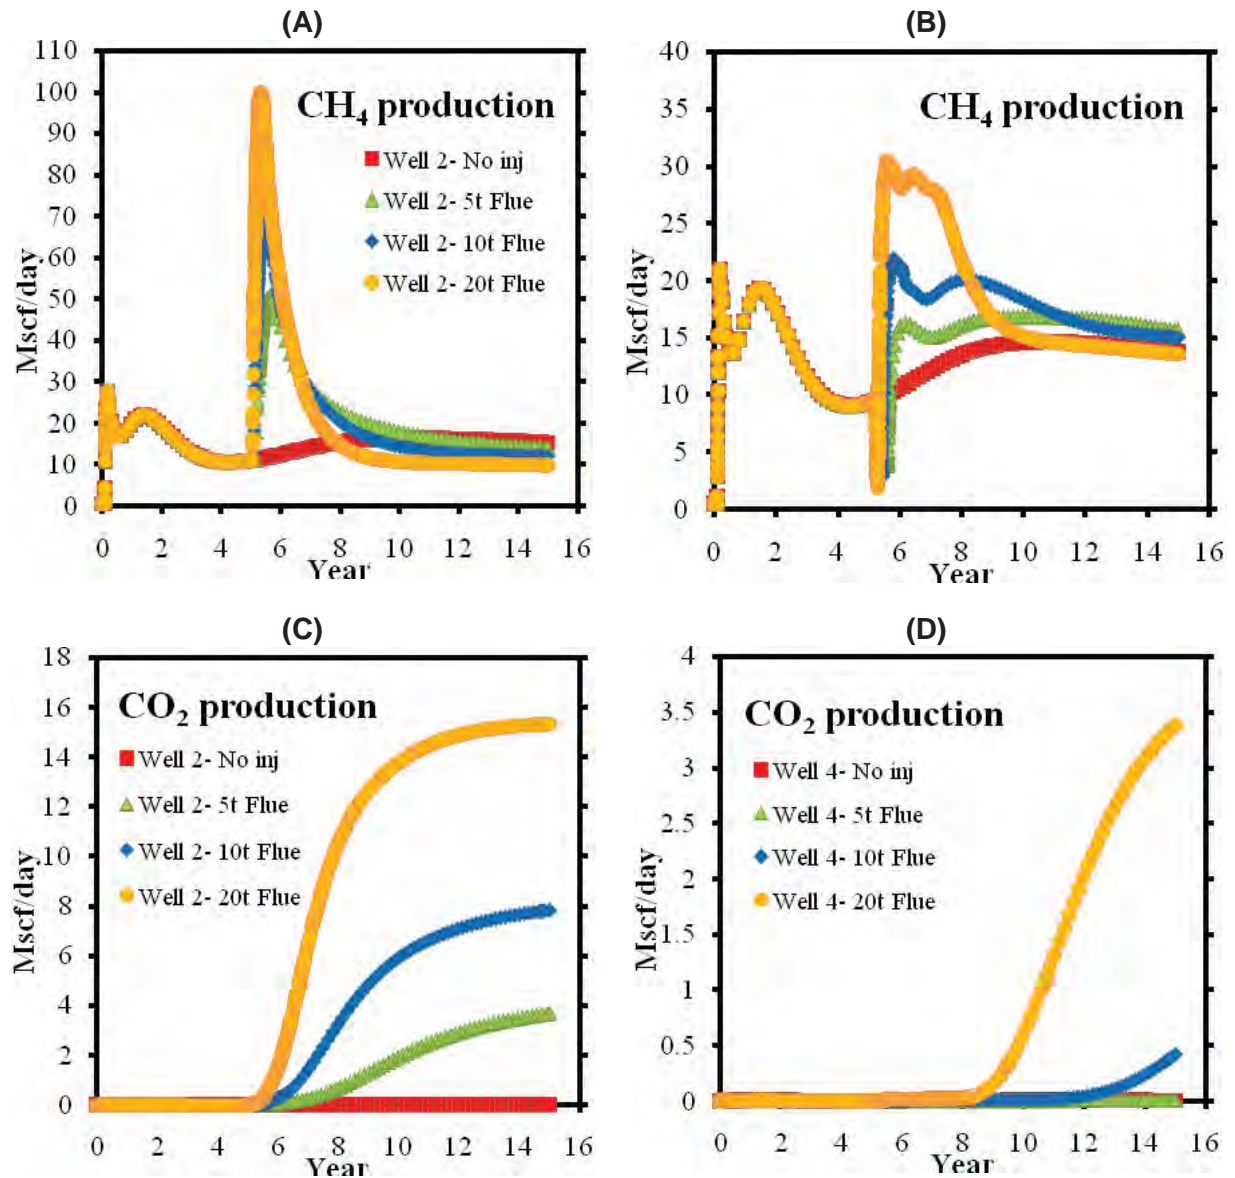 (A)
CH4 production
Well 2- No inj
Well 2- 5t Flue
Well 2- 10t Flue
Well 2- 20t Flue
Mscf/day
110
100
90
80
70
60
50
40
30
20
10
0
0 2 4 6 8 10 12 14 16
Year
(B)
CH4 production
Mscf/day
40
35
30
25
20
15
10
5
0
0 2 4 6 8 10 12 14 16
Year
(C)
CO2 production
Well 2- No inj
Well 2- 5t Flue
Well 2- 10t Flue
Well 2- 20t Flue
Mscf/day
18
16
14
12
10
8
6
4
2
0
0 2 4 6 8 10 12 14 16
Year
(D)
CO2 production
Well 4- No inj
Well 4- 5t Flue
Well 4- 10t Flue
Well 4- 20t Flue
Mscf/day
4
3.5
3
2.5
2
1.5
1
0.5
0
0 2 4 6 8 10 12 14 16
Year